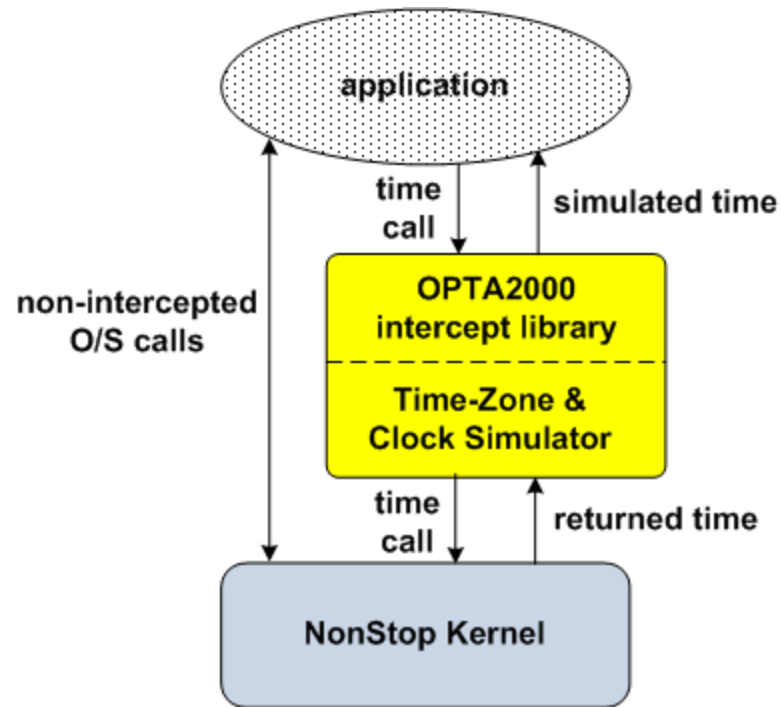 application
time
call
simulated time
non-intercepted
O/S calls
OPTA2000
intercept library
Time-Zone &
Clock Simulator
time
call
returned time
NonStop Kernel